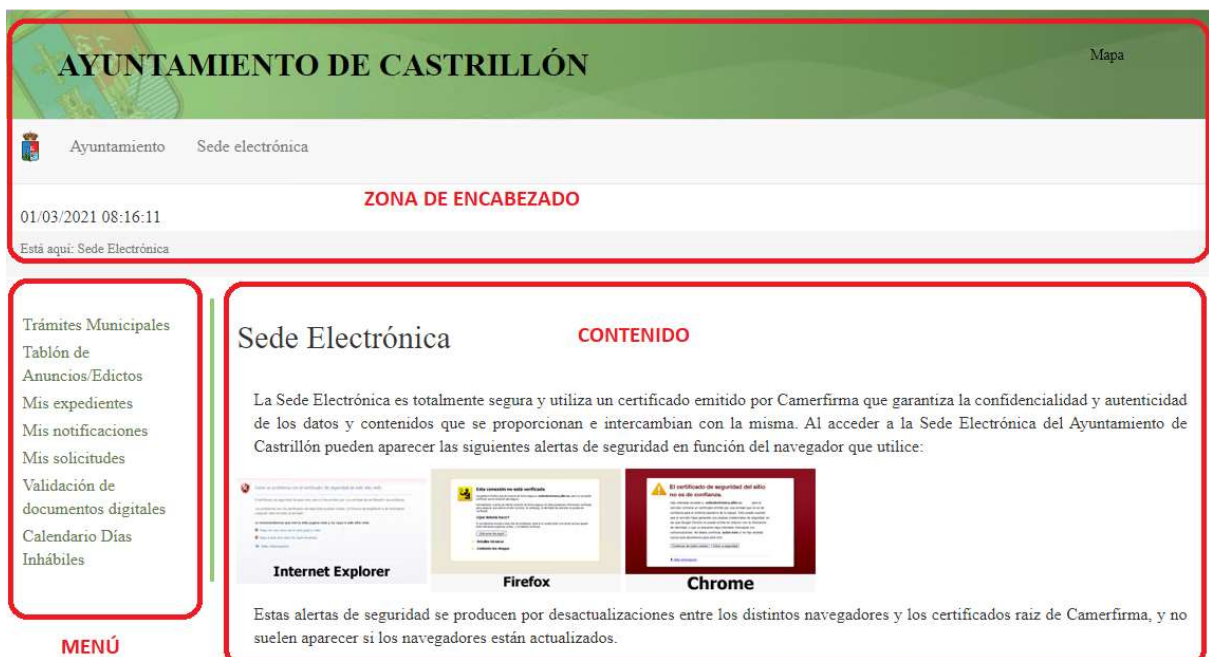 AYUNTAMIENTO DE CASTRILLÓN
Mapa
Ayuntamiento
Sede electrónica
ZONA DE ENCABEZADO
01/03/2021 08:16:11
Está aquí: Sede Electrónica
Trámites Municipales
Tablón de
Anuncios/Edictos
Mis expedientes
Mis notificaciones
Mis solicitudes
Validación de
documentos digitales
Calendario Días
Inhábiles
MENÚ
Sede Electrónica
CONTENIDO
La Sede Electrónica es totalmente segura y utiliza un certificado emitido por Camerfirma que garantiza la confidencialidad y autenticidad
de los datos y contenidos que se proporcionan e intercambian con la misma. Al acceder a la Sede Electrónica del Ayuntamiento de
Castrillón pueden aparecer las siguientes alertas de seguridad en función del navegador que utilice:
Esta conexión no está verificada
El certificado de seguridad del sitio
no es de confianza.
Internet Explorer
Firefox
Chrome
Estas alertas de seguridad se producen por desactualizaciones entre los distintos navegadores y los certificados raiz de Camerfirma, y no
suelen aparecer si los navegadores están actualizados.